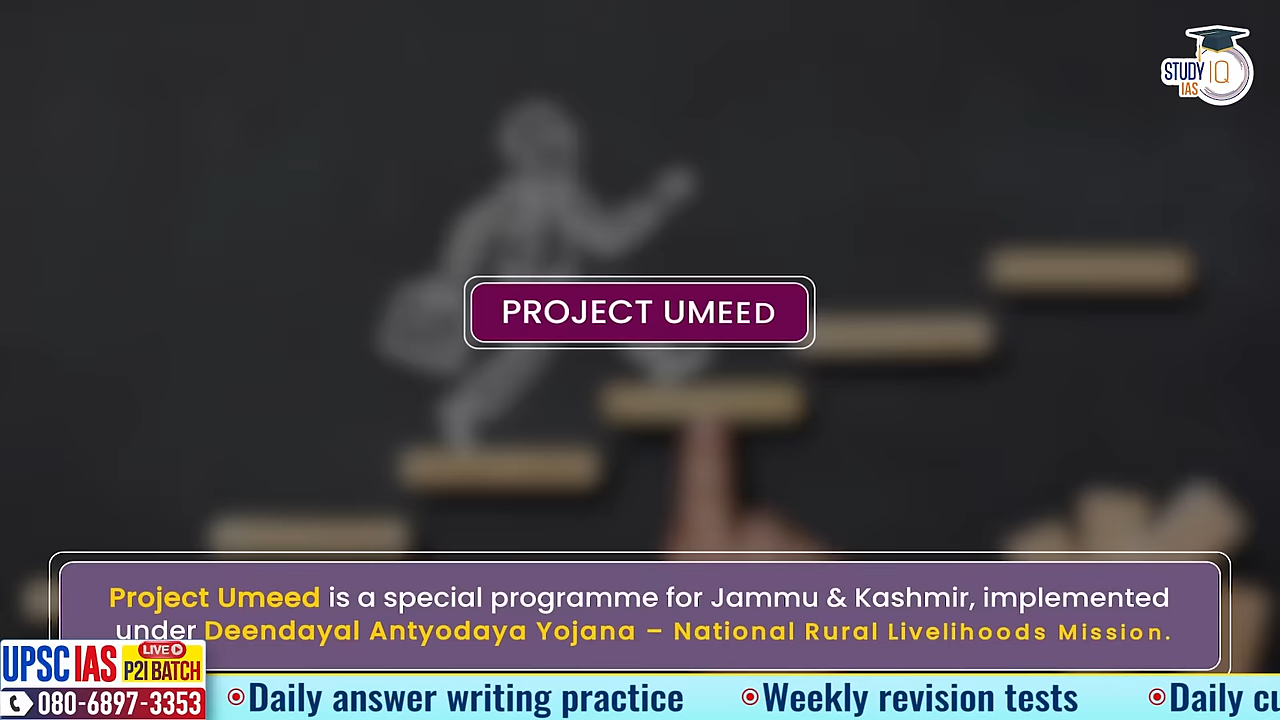 STUDY IQ
IAS
PROJECT UMEED
Project Umeed is a special programme for Jammu & Kashmir, implemented
under Deendayal Antyodaya Yojana – National Rural Livelihoods Mission.
UPSC IAS LIVE P2I BATCH
080-6897-3353
Daily answer writing practice Weekly revision tests Daily